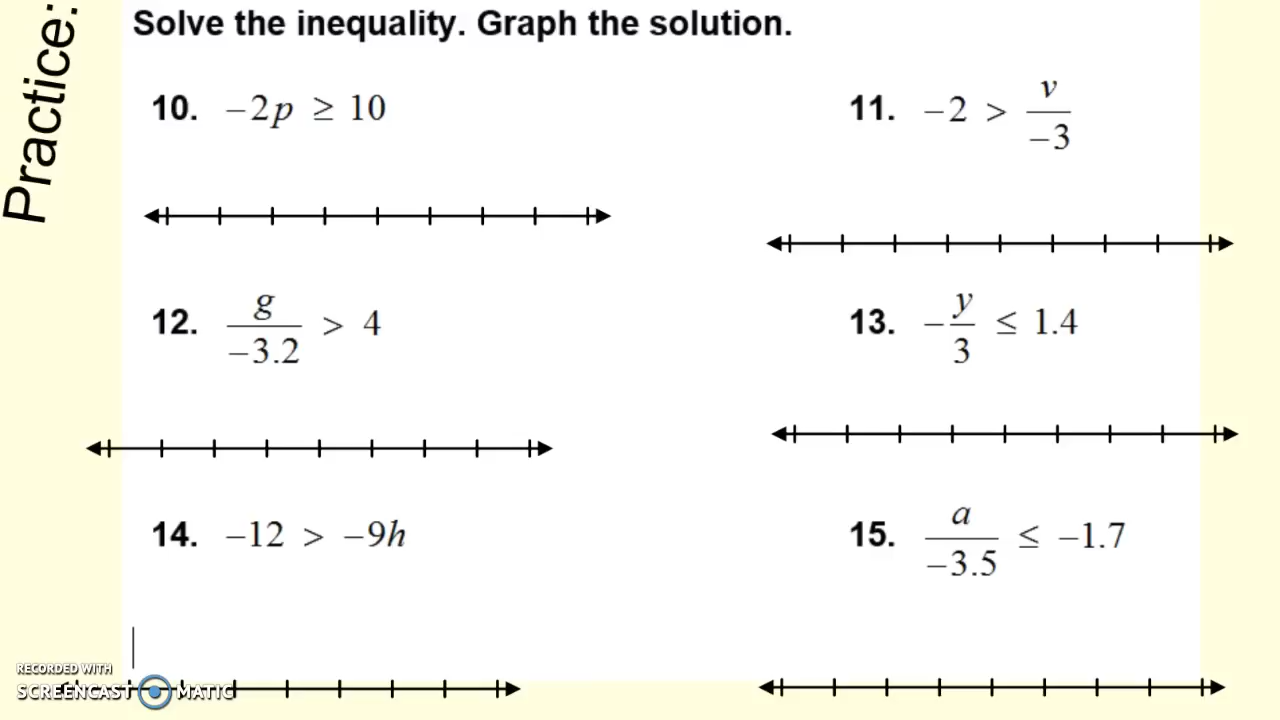 Practice:
Solve the inequality. Graph the solution.
10. −2p ≥ 10
11. −2 > v/−3
12. g/−3.2 > 4
13. −y/3 ≤ 1.4
14. −12 > −9h
15. a/−3.5 ≤ −1.7
RECORDED WITH
SCREENCAST MATIC